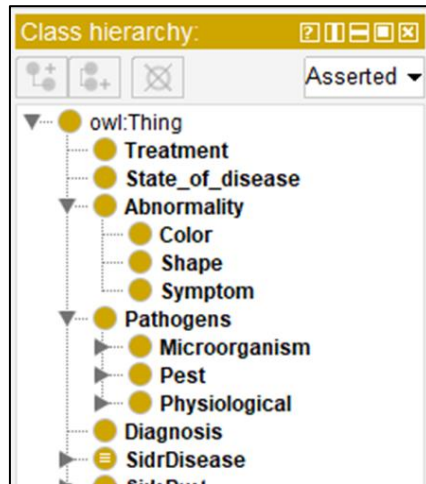 Class hierarchy:
Asserted
owl:Thing
Treatment
State_of_disease
Abnormality
Color
Shape
Symptom
Pathogens
Microorganism
Pest
Physiological
Diagnosis
SidrDisease